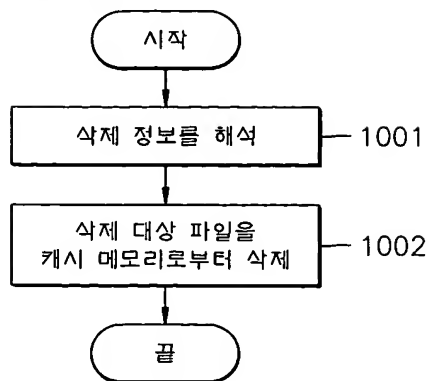 시작
삭제 정보를 해석
1001
삭제 대상 파일을
캐시 메모리로부터 삭제
1002
끝